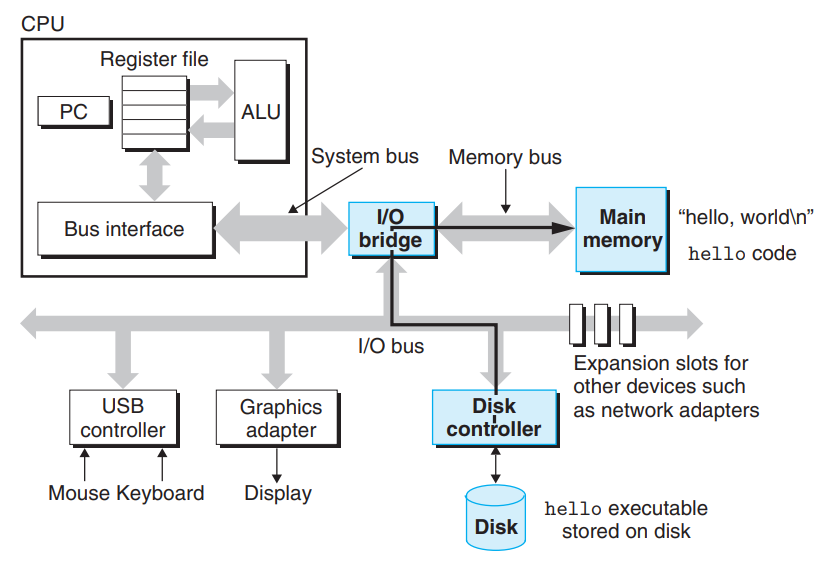 CPU
Register file
PC
ALU
System bus
Memory bus
Bus interface
I/O
bridge
Main
memory
“hello, world\n”
hello code
I/O bus
Expansion slots for
other devices such
as network adapters
USB
controller
Graphics
adapter
Disk
controller
Mouse Keyboard
Display
Disk
hello executable
stored on disk